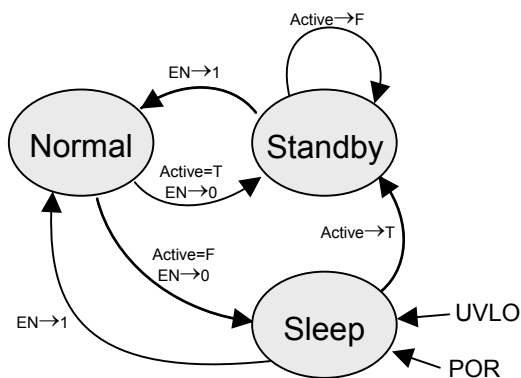 Active→F
EN→1
Normal
Standby
Active=T
EN→0
Active→T
Active=F
EN→0
EN→1
Sleep
UVLO
POR